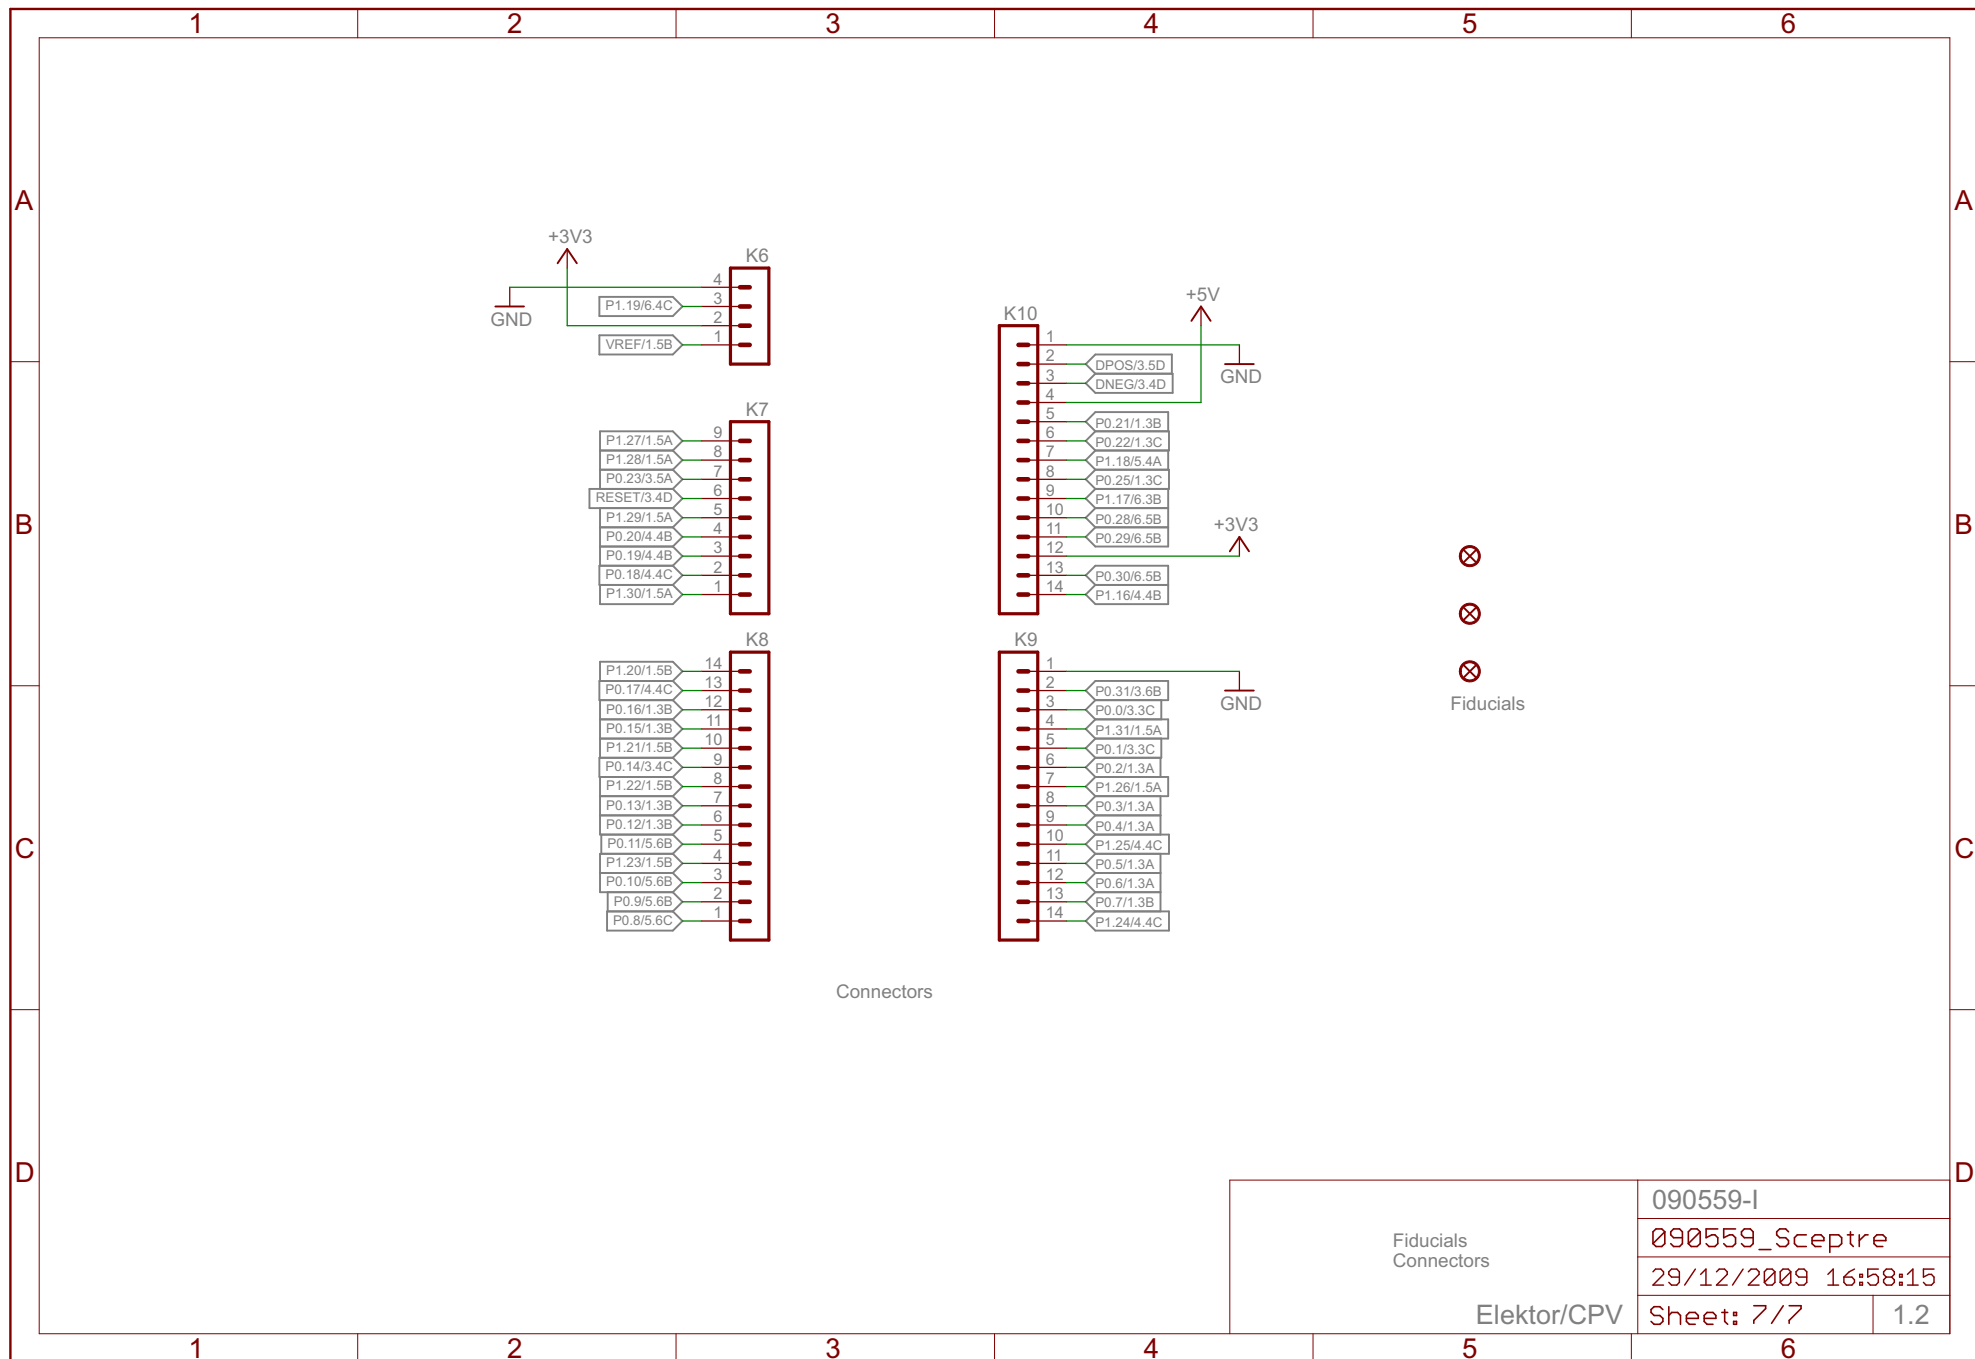 1 2 3 4 5 6
A A
+3V3
K6
4
P1.19/6.4C 3
GND
2
VREF/1.5B 1
K7
P1.27/1.5A 9
P1.28/1.5A 8
P0.23/3.5A 7
RESET/3.4D 6
P1.29/1.5A 5
P0.20/4.4B 4
P0.19/4.4B 3
P0.18/4.4C 2
P1.30/1.5A 1
K8
P1.20/1.5B 14
P0.17/4.4C 13
P0.16/1.3B 12
P0.15/1.3B 11
P1.21/1.5B 10
P0.14/3.4C 9
P1.22/1.5B 8
P0.13/1.3B 7
P0.12/1.3B 6
P0.11/5.6B 5
P1.23/1.5B 4
P0.10/5.6B 3
P0.9/5.6B 2
P0.8/5.6C 1
+5V
K10
1
GND
2 DPOS/3.5D
3 DNEG/3.4D
4
5 P0.21/1.3B
6 P0.22/1.3C
7 P1.18/5.4A
8 P0.25/1.3C
9 P1.17/6.3B
10 P0.28/6.5B
11 P0.29/6.5B
+3V3
12
13 P0.30/6.5B
14 P1.16/4.4B
K9
1
GND
2 P0.31/3.6B
3 P0.0/3.3C
4 P1.31/1.5A
5 P0.1/3.3C
6 P0.2/1.3A
7 P1.26/1.5A
8 P0.3/1.3A
9 P0.4/1.3A
10 P1.25/4.4C
11 P0.5/1.3A
12 P0.6/1.3A
13 P0.7/1.3B
14 P1.24/4.4C
B B
Fiducials
C C
Connectors
D D
Fiducials
Connectors
Elektor/CPV
090559-I
090559_Sceptre
29/12/2009 16:58:15
Sheet: 7/7 1.2
1 2 3 4 5 6